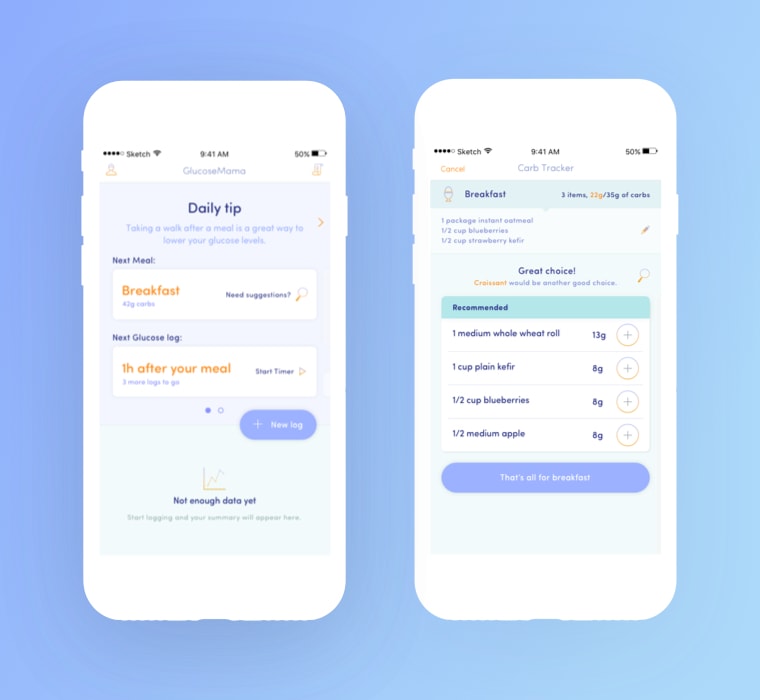 Sketch
9:41 AM
50%
GlucoseMama
Daily tip
Taking a walk after a meal is a great way to
lower your glucose levels.
Next Meal:
Breakfast
42g carbs
Need suggestions?
Next Glucose log:
1h after your meal
3 more logs to go
Start Timer
+ New log
Not enough data yet
Start logging and your summary will appear here.
Sketch
9:41 AM
50%
Cancel
Carb Tracker
Breakfast
3 items, 22g/35g of carbs
1 package instant oatmeal
1/2 cup blueberries
1/2 cup strawberry kefir
Great choice!
Croissant would be another good choice.
Recommended
1 medium whole wheat roll
13g
1 cup plain kefir
8g
1/2 cup blueberries
8g
1/2 medium apple
8g
That's all for breakfast